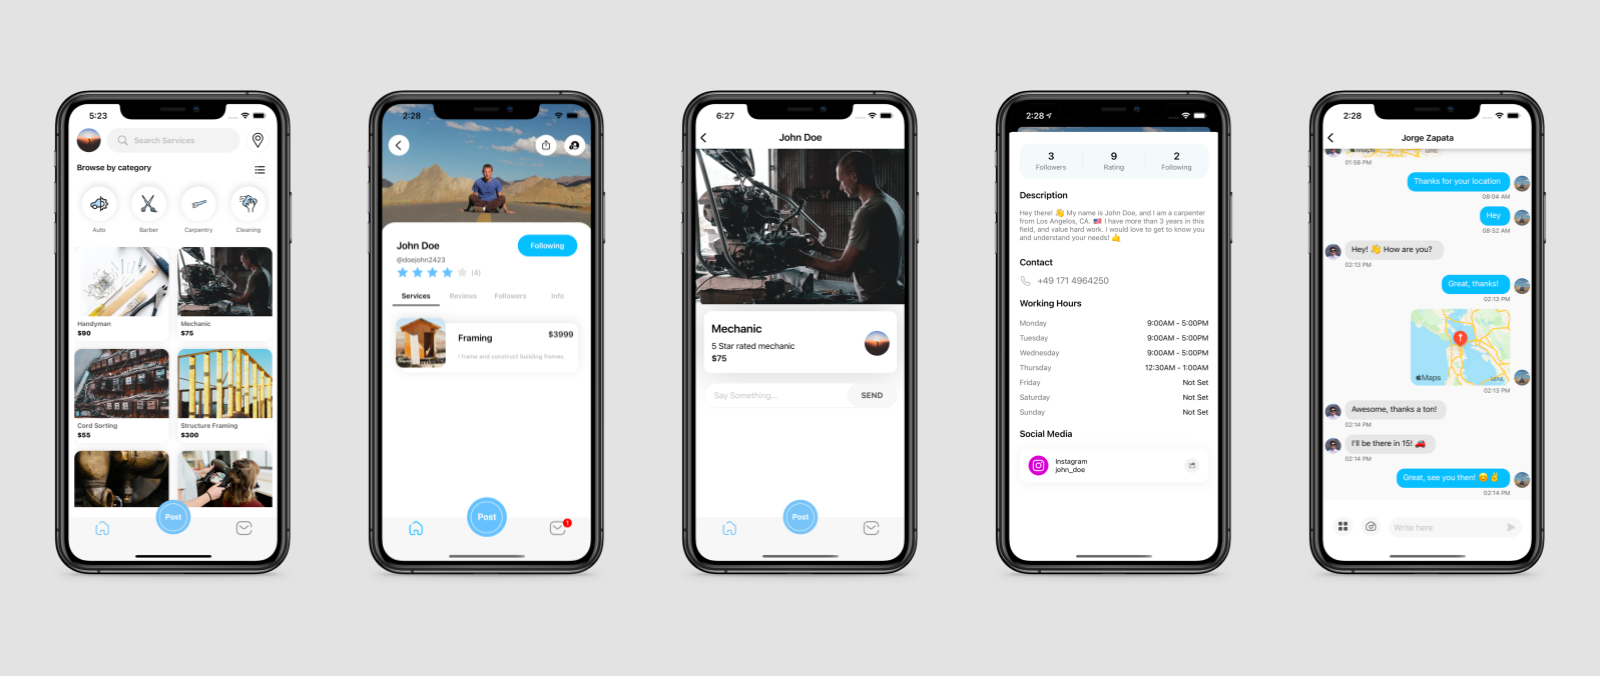 5:23
Search Services
Browse by category
Auto
Barber
Carpentry
Cleaning
Handyman
$90
Mechanic
$75
Cord Sorting
$55
Structure Framing
$300
Post
2:28
John Doe
Following
@doejohn2423
(4)
Services
Reviews
Followers
Info
Framing
$3999
I frame and construct building frames.
Post
1
6:27
John Doe
Mechanic
5 Star rated mechanic
$75
Say Something...
SEND
Post
2:28
3
Followers
9
Rating
2
Following
Description
Hey there! 👋 My name is John Doe, and I am a carpenter
from Los Angelos, CA. 🇺🇸 I have more than 3 years in this
field, and value hard work. I would love to get to know you
and understand your needs! 🤙
Contact
+49 171 4964250
Working Hours
Monday 9:00AM - 5:00PM
Tuesday 9:00AM - 5:00PM
Wednesday 9:00AM - 5:00PM
Thursday 12:30AM - 1:00AM
Friday Not Set
Saturday Not Set
Sunday Not Set
Social Media
Instagram
john_doe
2:28
Jorge Zapata
Maps
01:56 PM
Thanks for your location
08:04 AM
Hey
08:52 AM
Hey! 👋 How are you?
02:13 PM
Great, thanks!
02:13 PM
Maps
02:13 PM
Awesome, thanks a ton!
02:14 PM
I'll be there in 15! 🚗
02:14 PM
Great, see you then! 😎✌️
02:14 PM
Write here